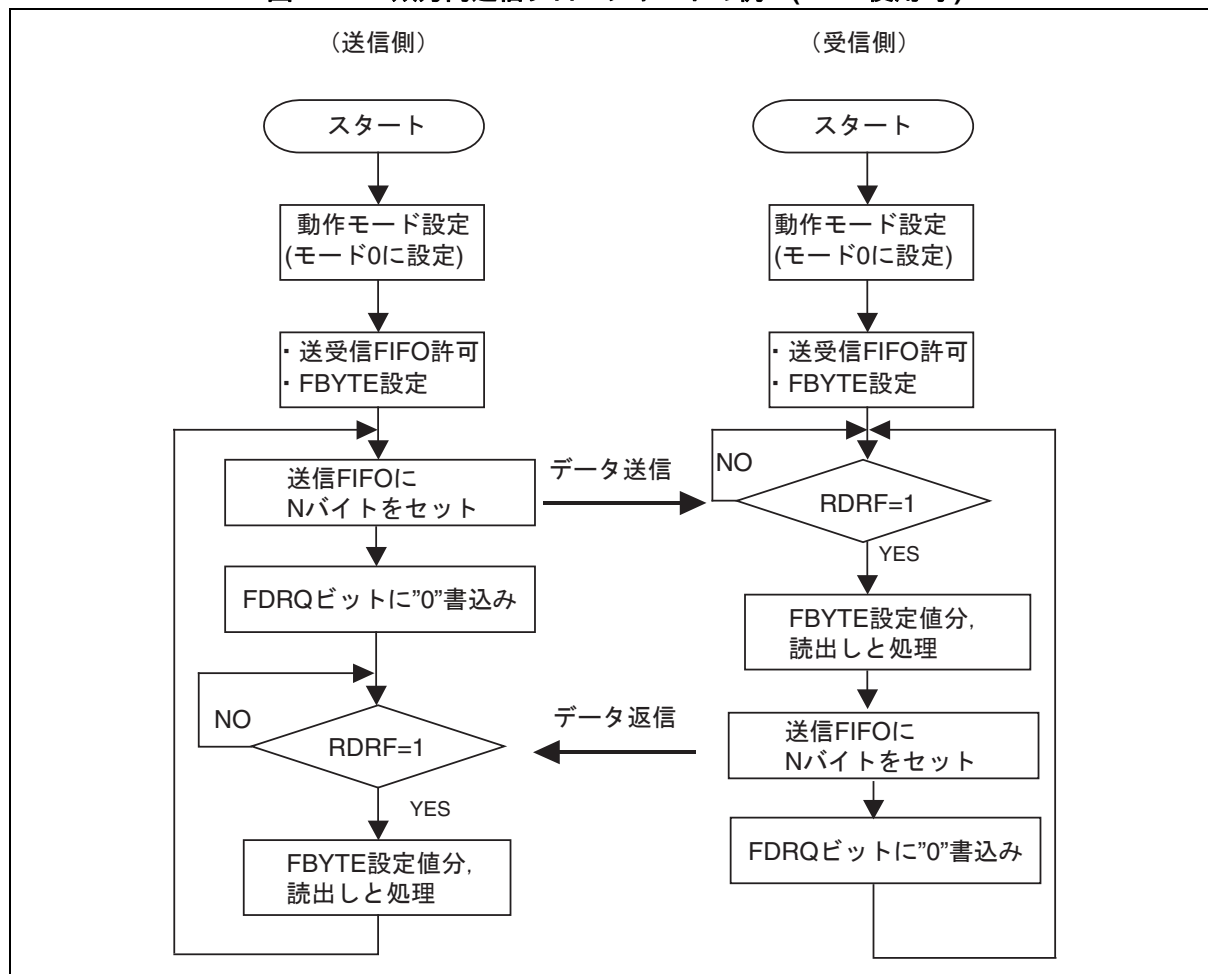 （送信側）
スタート
動作モード設定
(モード0に設定)
・送受信FIFO許可
・FBYTE設定
送信FIFOに
Nバイトをセット
データ送信
FDRQビットに”0”書込み
NO
RDRF=1
YES
FBYTE設定値分,
読出しと処理
（受信側）
スタート
動作モード設定
(モード0に設定)
・送受信FIFO許可
・FBYTE設定
NO
RDRF=1
YES
FBYTE設定値分,
読出しと処理
データ返信
送信FIFOに
Nバイトをセット
FDRQビットに”0”書込み